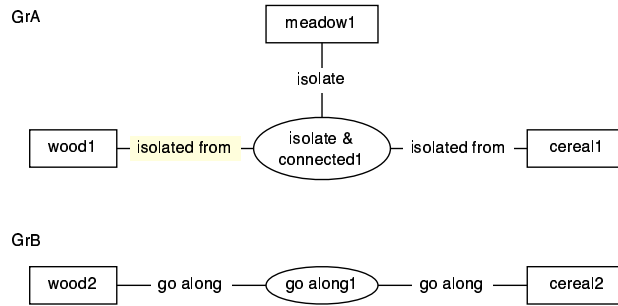 GrA
meadow1
isolate
wood1
isolated from
isolate &
connected1
isolated from
cereal1
GrB
wood2
go along
go along1
go along
cereal2